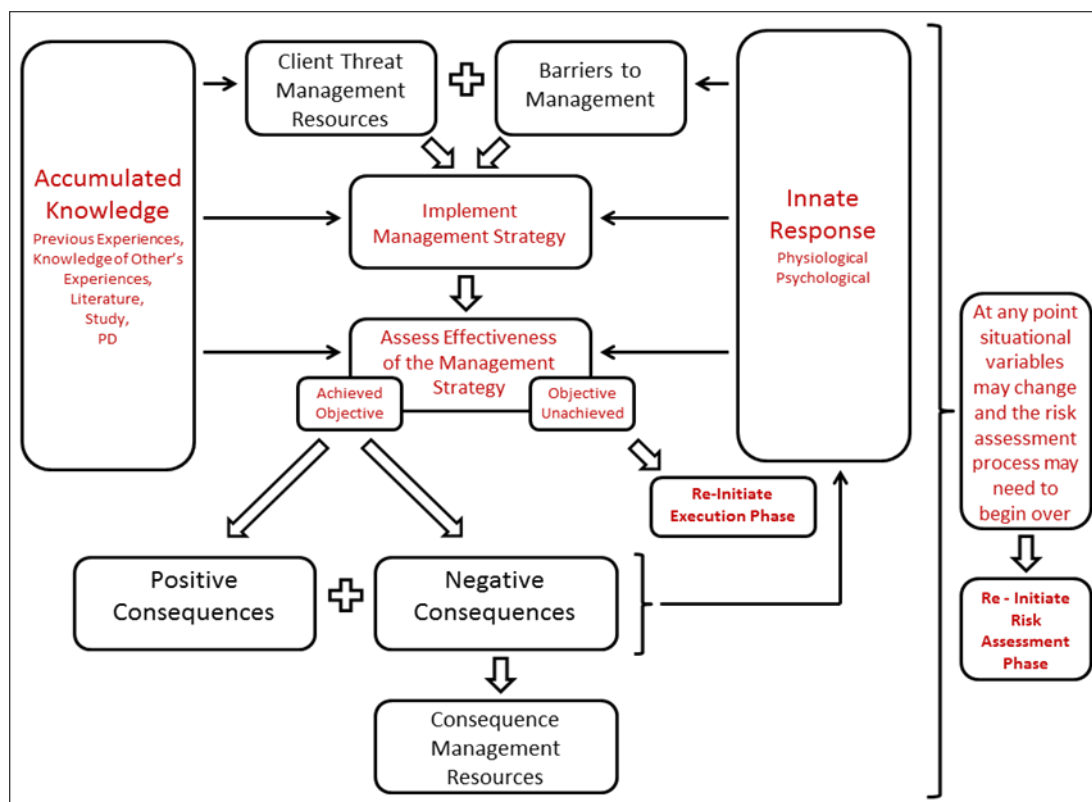 Client Threat
Management
Resources
Barriers to
Management
Accumulated
Knowledge
Previous Experiences,
Knowledge of Other's
Experiences,
Literature,
Study,
PD
Implement
Management Strategy
Innate
Response
Physiological
Psychological
Assess Effectiveness
of the Management
Strategy
Achieved
Objective
Objective
Unachieved
At any point
situational
variables
may change
and the risk
assessment
process may
need to
begin over
Re-Initiate
Execution Phase
Positive
Consequences
Negative
Consequences
Re - Initiate
Risk
Assessment
Phase
Consequence
Management
Resources